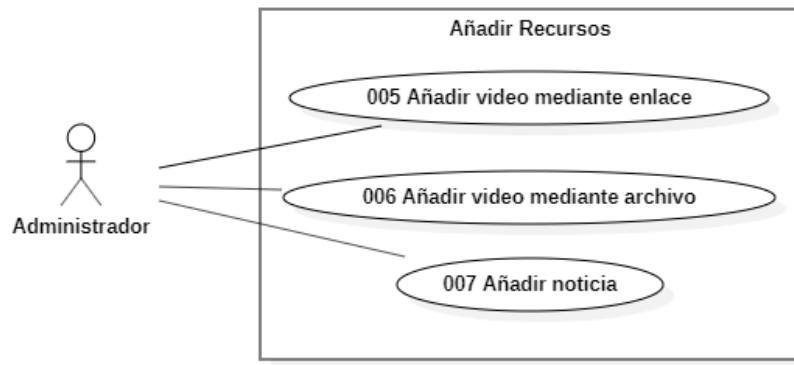 Añadir Recursos
005 Añadir video mediante enlace
006 Añadir video mediante archivo
Administrador
007 Añadir noticia